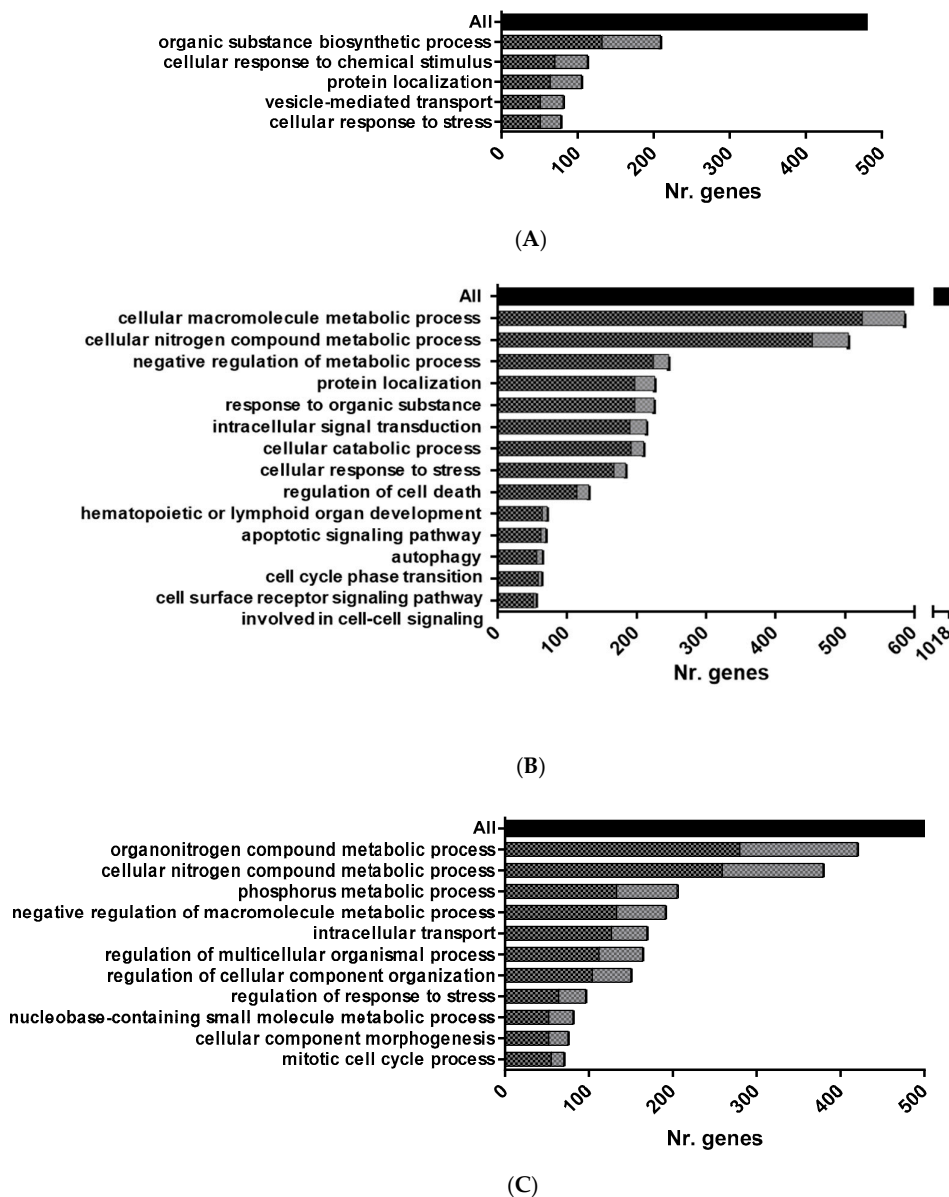 All
organic substance biosynthetic process
cellular response to chemical stimulus
protein localization
vesicle-mediated transport
cellular response to stress
0 100 200 300 400 500
Nr. genes
(A)
All
cellular macromolecule metabolic process
cellular nitrogen compound metabolic process
negative regulation of metabolic process
protein localization
response to organic substance
intracellular signal transduction
cellular catabolic process
cellular response to stress
regulation of cell death
hematopoietic or lymphoid organ development
apoptotic signaling pathway
autophagy
cell cycle phase transition
cell surface receptor signaling pathway
involved in cell-cell signaling
0 100 200 300 400 500 600 1018
Nr. genes
(B)
All
organonitrogen compound metabolic process
cellular nitrogen compound metabolic process
phosphorus metabolic process
negative regulation of macromolecule metabolic process
intracellular transport
regulation of multicellular organismal process
regulation of cellular component organization
regulation of response to stress
nucleobase-containing small molecule metabolic process
cellular component morphogenesis
mitotic cell cycle process
0 100 200 300 400 500
Nr. genes
(C)